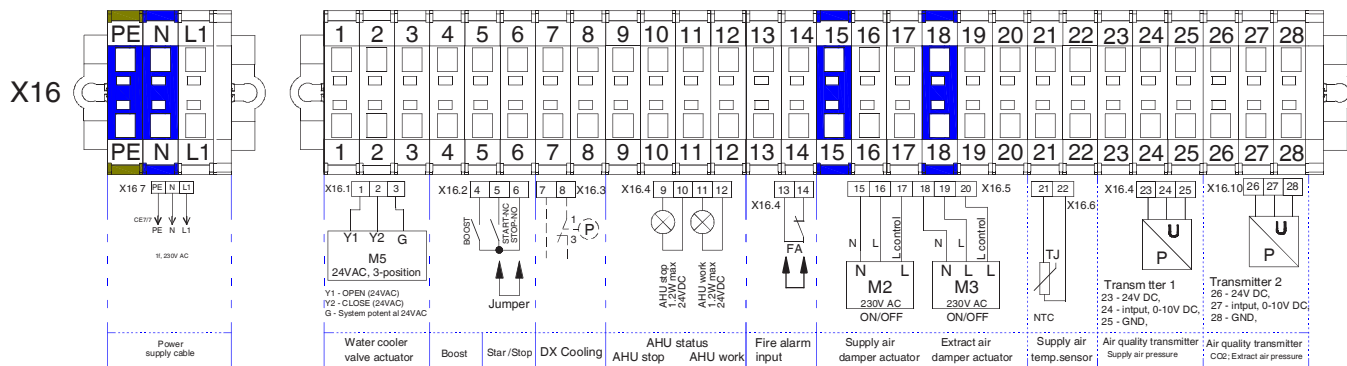 PE N L1 1 2 3 4 5 6 7 8 9 10 11 12 13 14 15 16 17 18 19 20 21 22 23 24 25 26 27 28
X16
PE N L1 1 2 3 4 5 6 7 8 9 10 11 12 13 14 15 16 17 18 19 20 21 22 23 24 25 26 27 28
X16 7 PE N L1
CE7/7
PE N L1
1f, 230V AC
Power
supply cable
X16.1 1 2 3
Y1 Y2 G
M5
24VAC, 3-position
Y1 - OPEN (24VAC)
Y2 - CLOSE (24VAC)
G - System potent al 24VAC
Water cooler
valve actuator
X16.2 4 5 6
BOOST
START-NC
STOP-NO
Jumper
Boost
Star /Stop
7 8 X16.3
1
3
P
DX Cooling
X16.4 9 10 11 12
AHU stop
1.2W max
24VDC
AHU work
1.2W max
24VDC
AHU status
AHU stop AHU work
13 14
X16.4
FA
Fire alarm
input
15 16 17 18 19 20 X16.5
N L L control
N L
M2
230V AC
ON/OFF
Supply air
damper actuator
L control
N L L
M3
230V AC
ON/OFF
Extract air
damper actuator
21 22
X16.6
TJ
NTC
Supply air
temp.sensor
X16.4 23 24 25
U
P
Transm tter 1
23 - 24V DC,
24 - intput, 0-10V DC,
25 - GND,
Air quality transmitter
Supply air pressure
X16.10 26 27 28
U
P
Transmitter 2
26 - 24V DC,
27 - intput, 0-10V DC
28 - GND,
Air quality transmitter
CO2; Extract air pressure